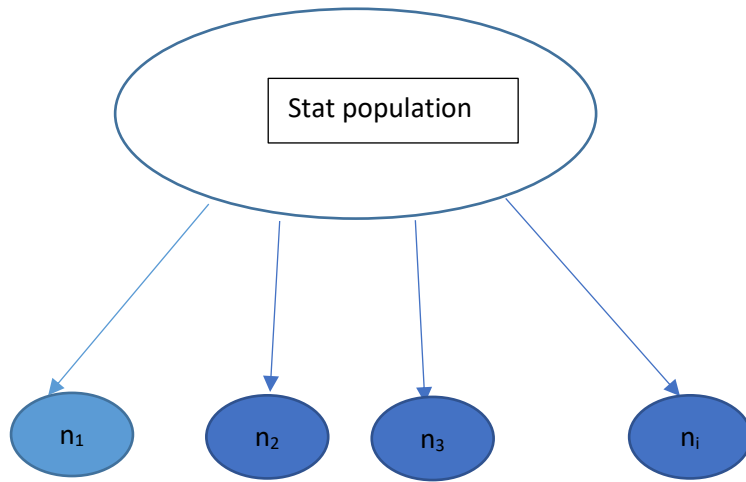 Stat population
n₁
n₂
n₃
nᵢ